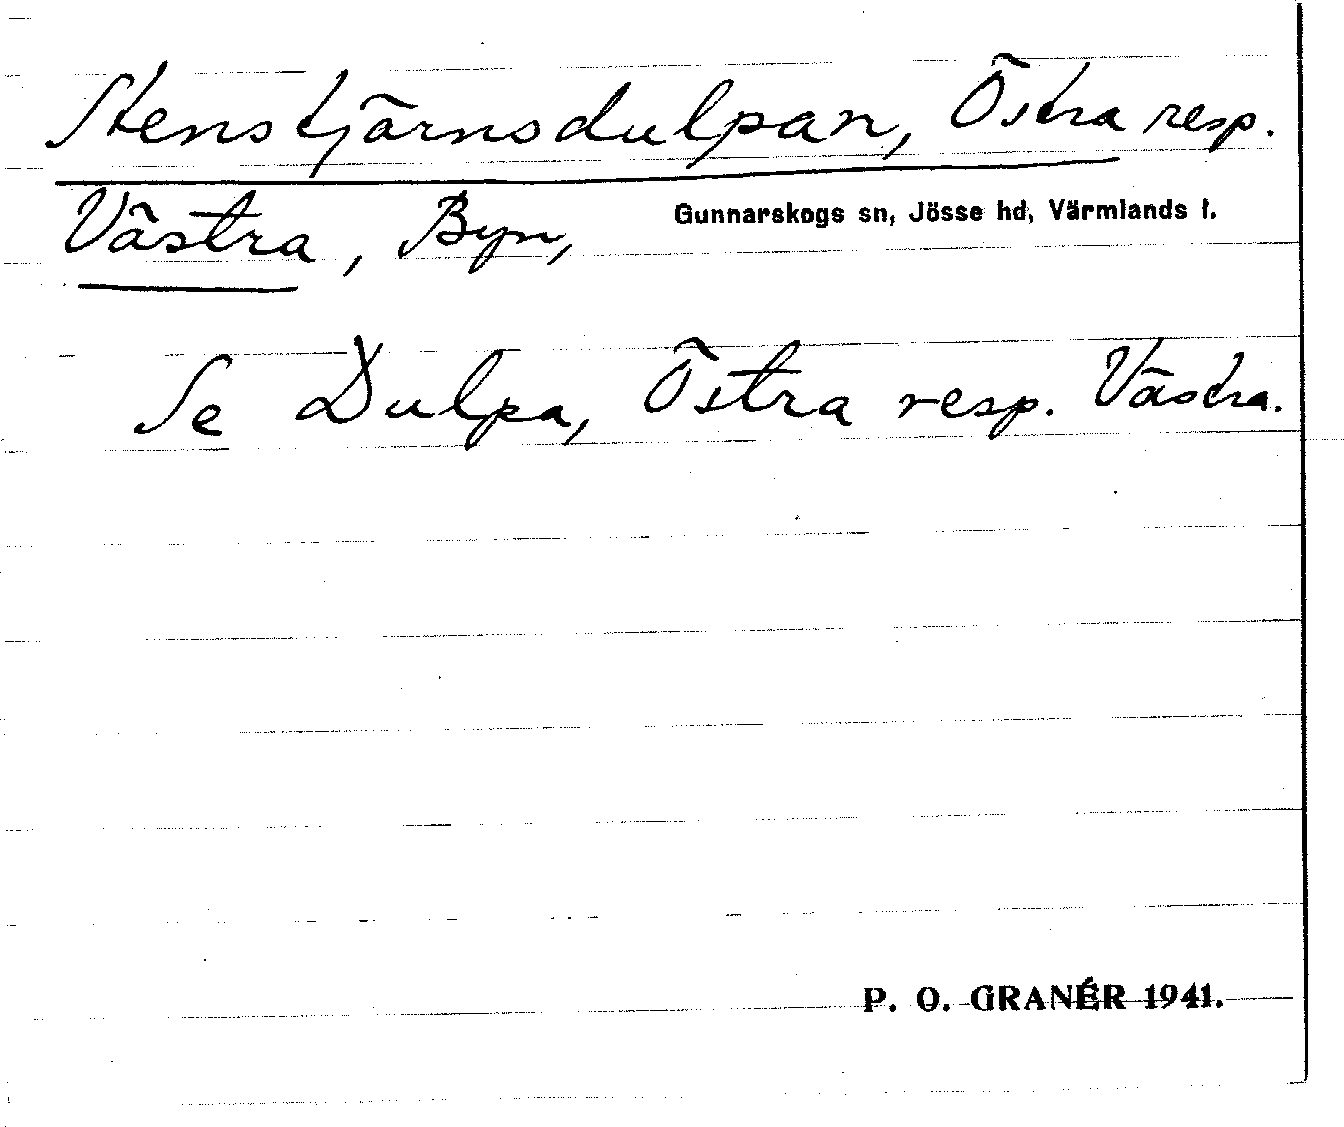 Stenstjärnsdulpan, Östra resp.
Västra, Byn, Gunnarskogs sn, Jösse hd, Värmlands l.
Se Dulpa, Östra resp. Västra.
P. O. GRANÉR 1941.